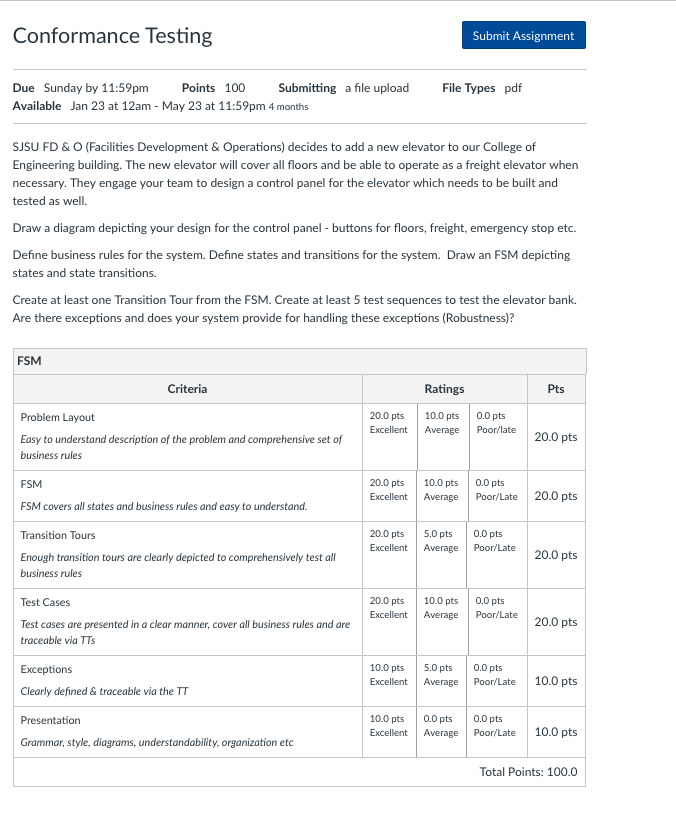 Conformance Testing
Submit Assignment
Due Sunday by 11:59pm Points 100 Submitting a file upload File Types pdf
Available Jan 23 at 12am - May 23 at 11:59pm 4 months
SJSU FD & O (Facilities Development & Operations) decides to add a new elevator to our College of
Engineering building. The new elevator will cover all floors and be able to operate as a freight elevator when
necessary. They engage your team to design a control panel for the elevator which needs to be built and
tested as well.
Draw a diagram depicting your design for the control panel - buttons for floors, freight, emergency stop etc.
Define business rules for the system. Define states and transitions for the system. Draw an FSM depicting
states and state transitions.
Create at least one Transition Tour from the FSM. Create at least 5 test sequences to test the elevator bank.
Are there exceptions and does your system provide for handling these exceptions (Robustness)?
FSM
Criteria Ratings Pts
Problem Layout
Easy to understand description of the problem and comprehensive set of
business rules
20.0 pts 10.0 pts 0.0 pts
Excellent Average Poor/late
20.0 pts
FSM
FSM covers all states and business rules and easy to understand.
20.0 pts 10.0 pts 0.0 pts
Excellent Average Poor/Late
20.0 pts
Transition Tours
Enough transition tours are clearly depicted to comprehensively test all
business rules
20.0 pts 5.0 pts 0.0 pts
Excellent Average Poor/Late
20.0 pts
Test Cases
Test cases are presented in a clear manner, cover all business rules and are
traceable via TTs
20.0 pts 10.0 pts 0.0 pts
Excellent Average Poor/Late
20.0 pts
Exceptions
Clearly defined & traceable via the TT
10.0 pts 5.0 pts 0.0 pts
Excellent Average Poor/Late
10.0 pts
Presentation
Grammar, style, diagrams, understandability, organization etc
10.0 pts 0.0 pts 0.0 pts
Excellent Average Poor/Late
10.0 pts
Total Points: 100.0